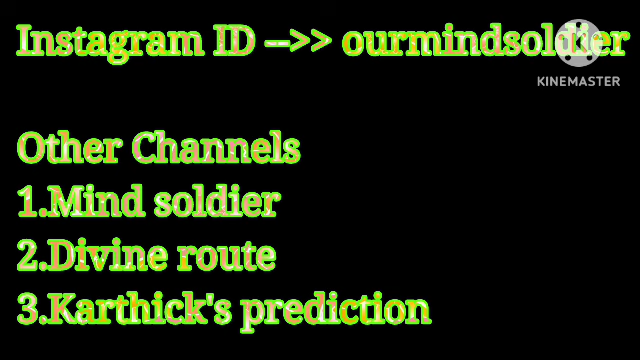 Instagram ID -->> ourmindsoldier
KINEMASTER
Other Channels
1.Mind soldier
2.Divine route
3.Karthick's prediction